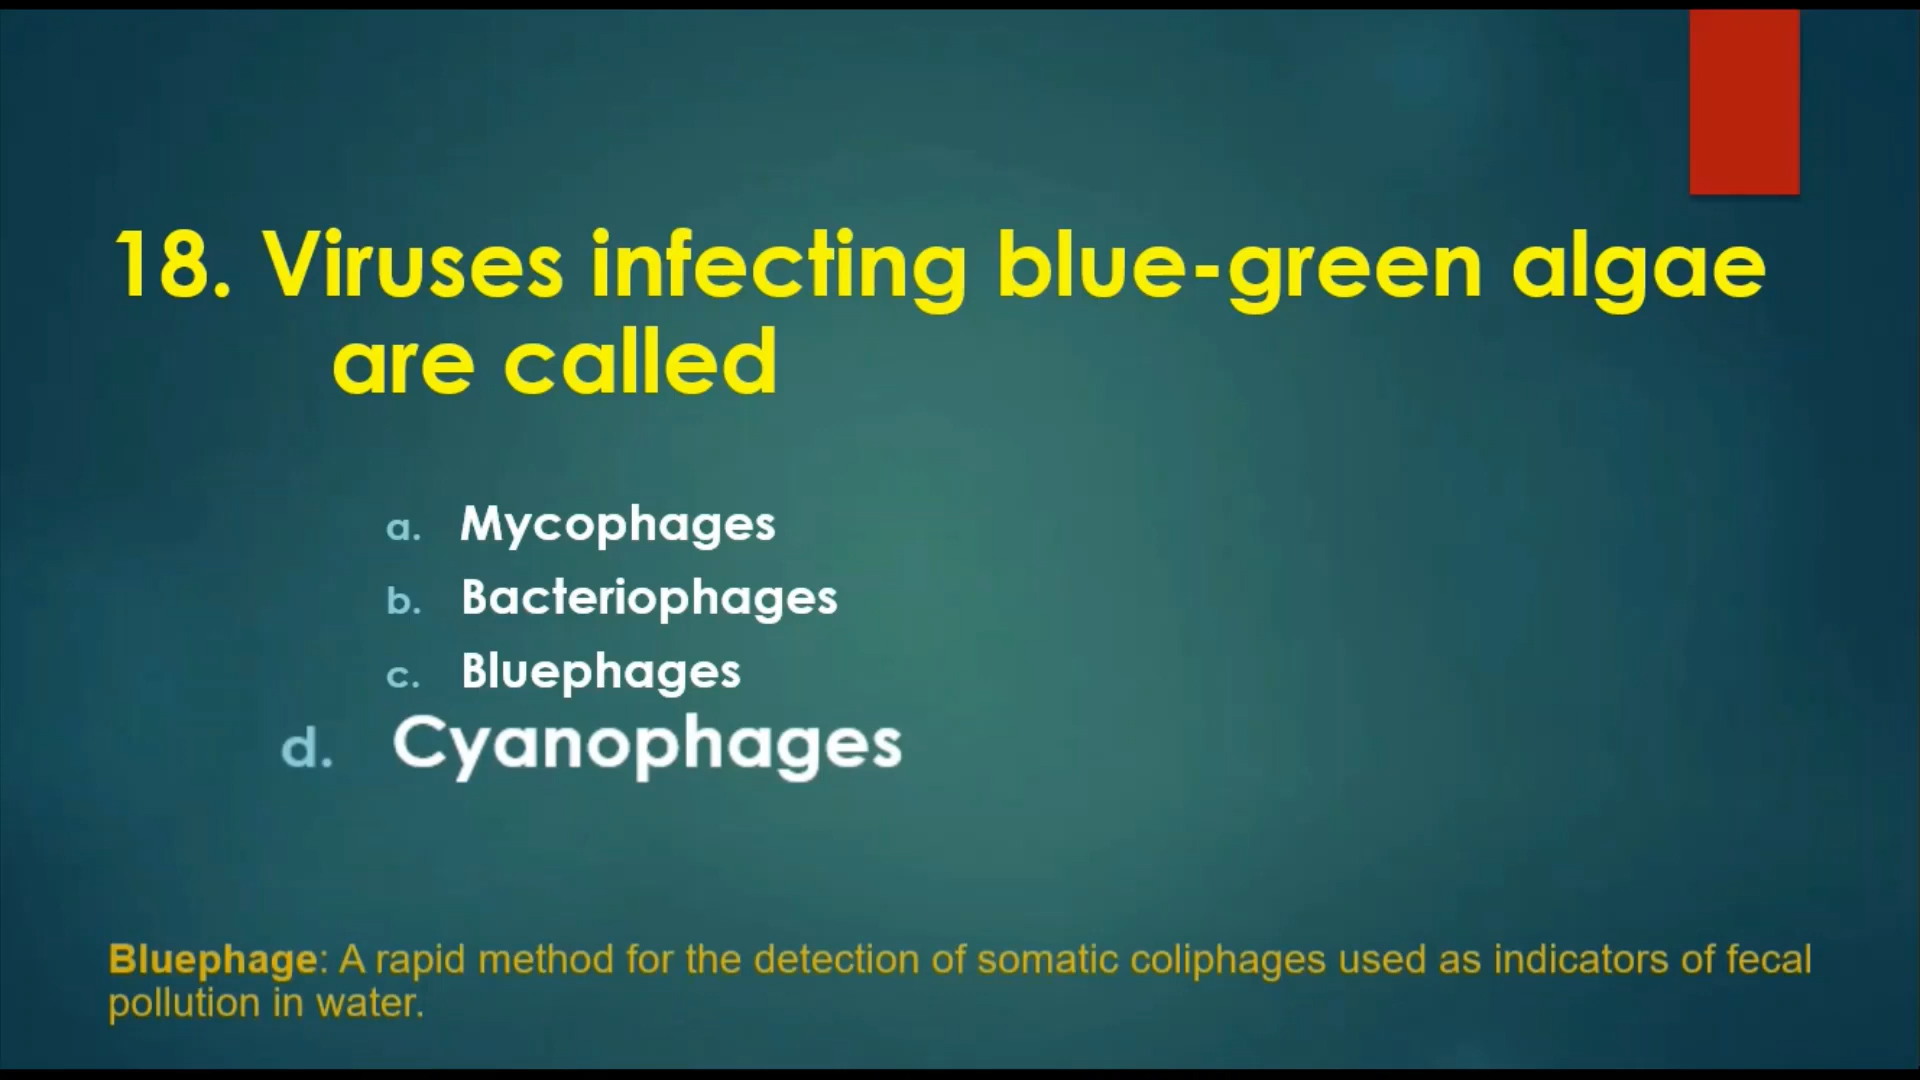 18. Viruses infecting blue-green algae
are called
a. Mycophages
b. Bacteriophages
c. Bluephages
d. Cyanophages
Bluephage: A rapid method for the detection of somatic coliphages used as indicators of fecal
pollution in water.